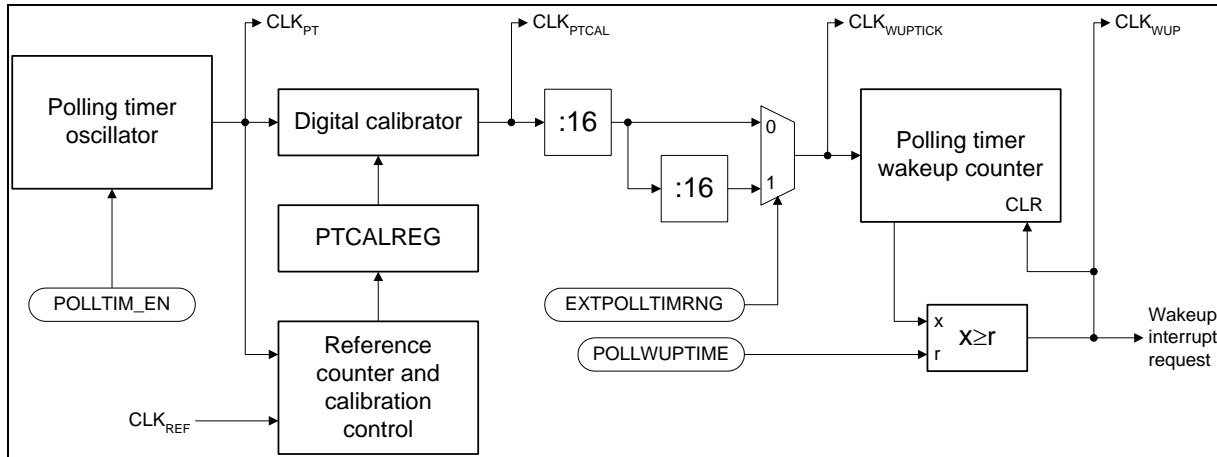 CLKPT
CLKPTCAL
CLKWUPTICK
CLKWUP
Polling timer
oscillator
Digital calibrator
:16
0
1
:16
Polling timer
wakeup counter
CLR
PTCALREG
POLLTIM_EN
EXTPOLLTIMRNG
POLLWUPTIME
x
r
x≥r
Wakeup
interrupt
request
Reference
counter and
calibration
control
CLKREF